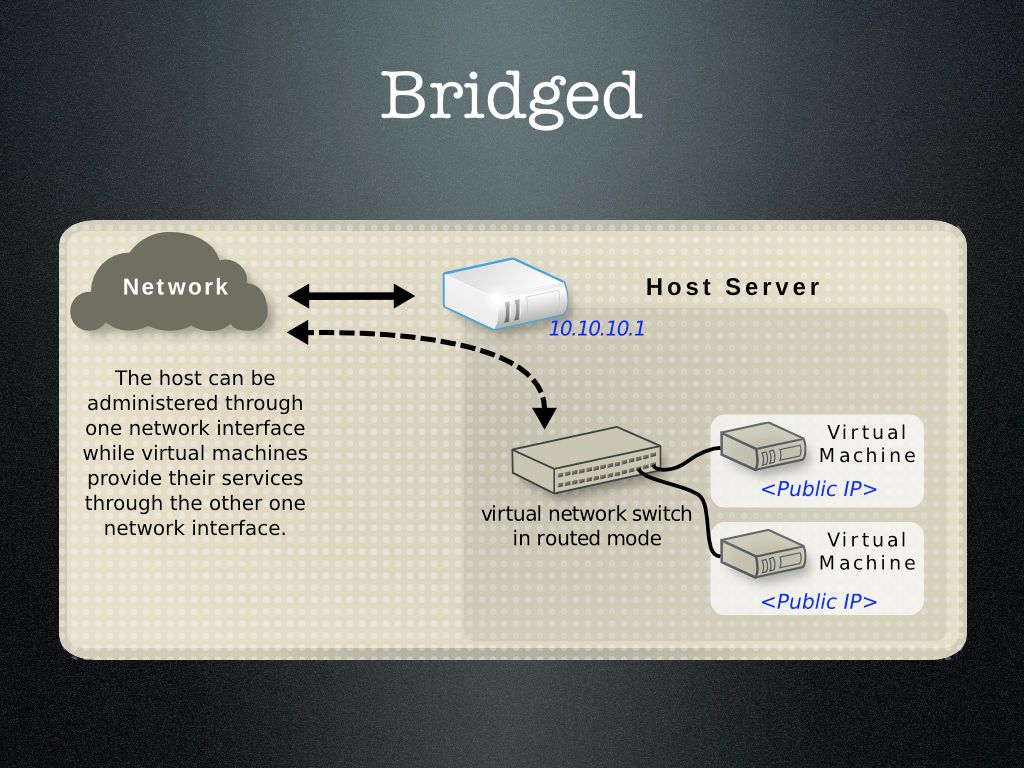 Bridged
Network
Host Server
10.10.10.1
The host can be
administered through
one network interface
while virtual machines
provide their services
through the other one
network interface.
virtual network switch
in routed mode
Virtual
Machine
<Public IP>
Virtual
Machine
<Public IP>